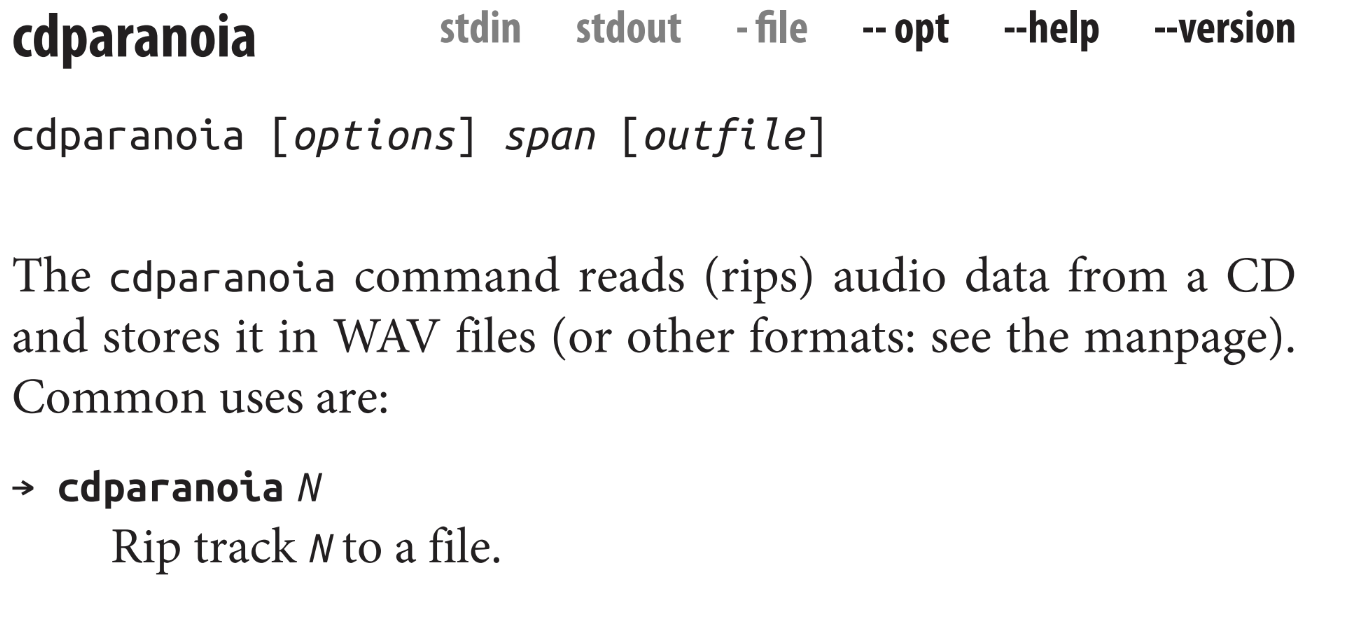 cdparanoia stdin stdout - file -- opt --help --version
cdparanoia [options] span [outfile]
The cdparanoia command reads (rips) audio data from a CD
and stores it in WAV files (or other formats: see the manpage).
Common uses are:
→ cdparanoia N
Rip track N to a file.